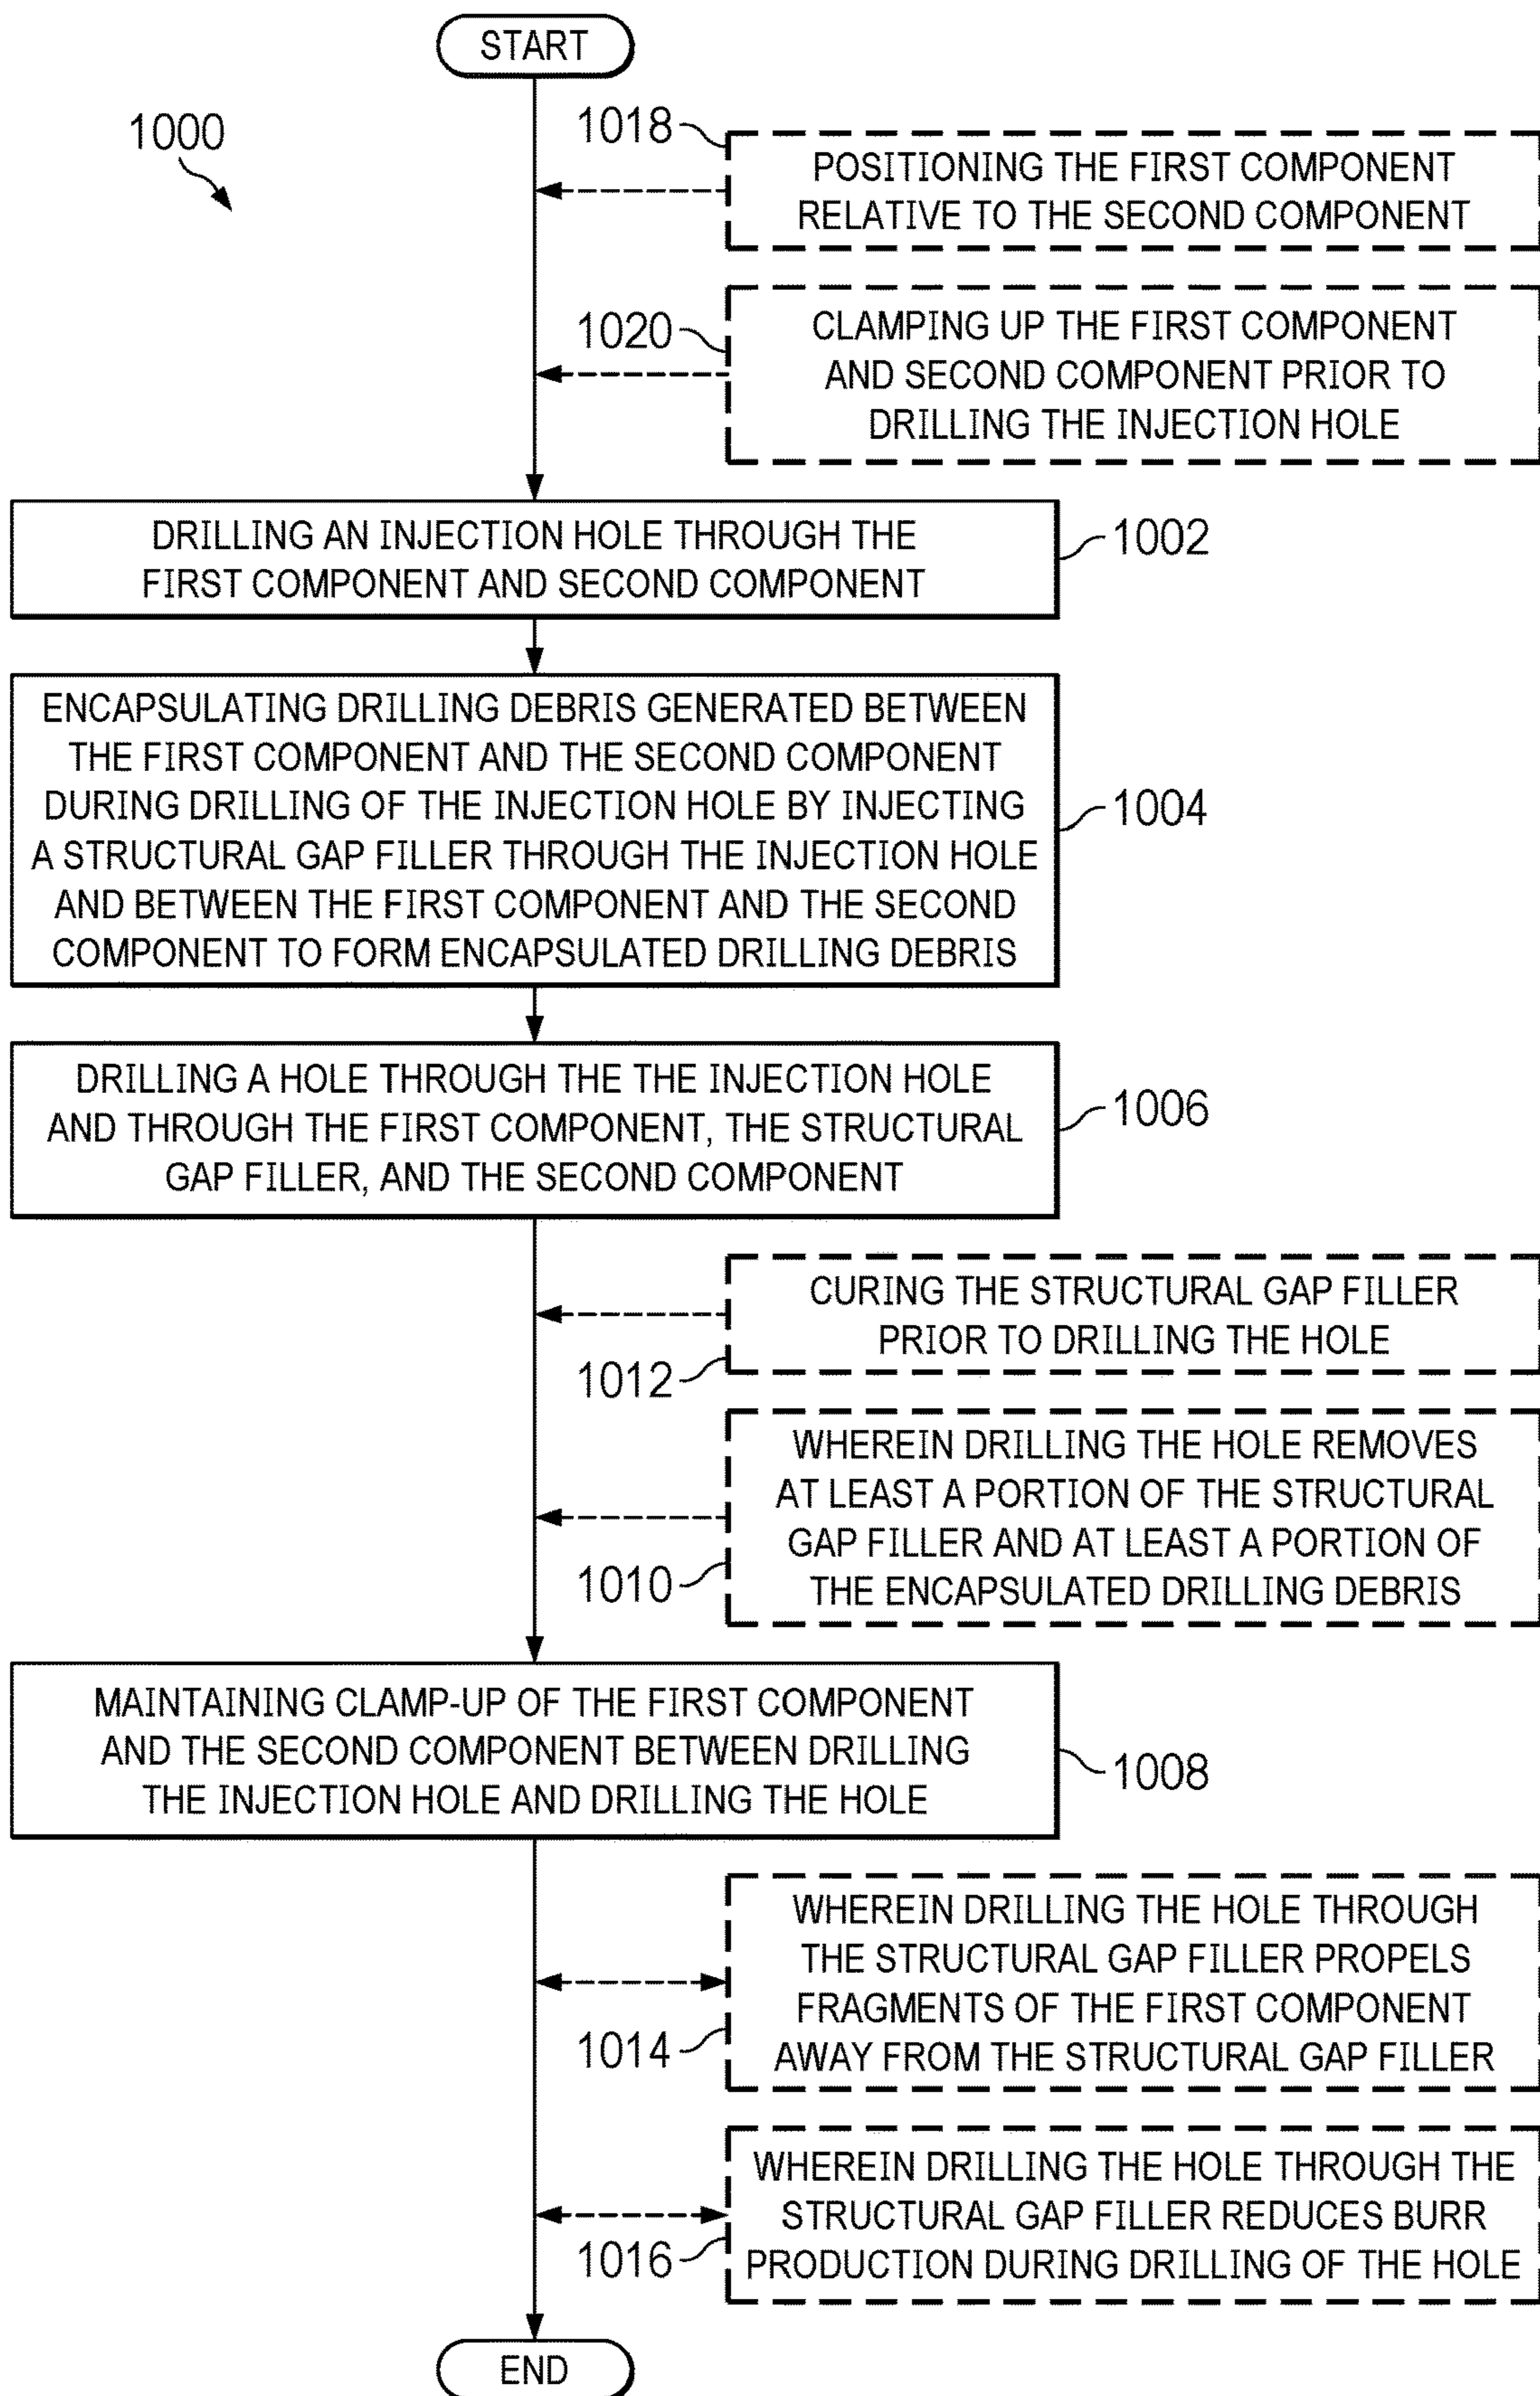 START
1000
1018
POSITIONING THE FIRST COMPONENT
RELATIVE TO THE SECOND COMPONENT
1020
CLAMPING UP THE FIRST COMPONENT
AND SECOND COMPONENT PRIOR TO
DRILLING THE INJECTION HOLE
DRILLING AN INJECTION HOLE THROUGH THE
FIRST COMPONENT AND SECOND COMPONENT
1002
ENCAPSULATING DRILLING DEBRIS GENERATED BETWEEN
THE FIRST COMPONENT AND THE SECOND COMPONENT
DURING DRILLING OF THE INJECTION HOLE BY INJECTING
A STRUCTURAL GAP FILLER THROUGH THE INJECTION HOLE
AND BETWEEN THE FIRST COMPONENT AND THE SECOND
COMPONENT TO FORM ENCAPSULATED DRILLING DEBRIS
1004
DRILLING A HOLE THROUGH THE THE INJECTION HOLE
AND THROUGH THE FIRST COMPONENT, THE STRUCTURAL
GAP FILLER, AND THE SECOND COMPONENT
1006
CURING THE STRUCTURAL GAP FILLER
PRIOR TO DRILLING THE HOLE
1012
WHEREIN DRILLING THE HOLE REMOVES
AT LEAST A PORTION OF THE STRUCTURAL
GAP FILLER AND AT LEAST A PORTION OF
THE ENCAPSULATED DRILLING DEBRIS
1010
MAINTAINING CLAMP-UP OF THE FIRST COMPONENT
AND THE SECOND COMPONENT BETWEEN DRILLING
THE INJECTION HOLE AND DRILLING THE HOLE
1008
WHEREIN DRILLING THE HOLE THROUGH
THE STRUCTURAL GAP FILLER PROPELS
FRAGMENTS OF THE FIRST COMPONENT
AWAY FROM THE STRUCTURAL GAP FILLER
1014
WHEREIN DRILLING THE HOLE THROUGH THE
STRUCTURAL GAP FILLER REDUCES BURR
PRODUCTION DURING DRILLING OF THE HOLE
1016
END